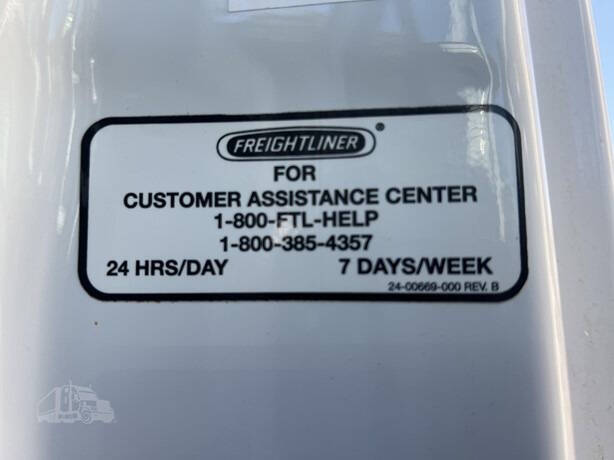 FREIGHTLINER®
FOR
CUSTOMER ASSISTANCE CENTER
1-800-FTL-HELP
1-800-385-4357
24 HRS/DAY 7 DAYS/WEEK
24-00669-000 REV. B